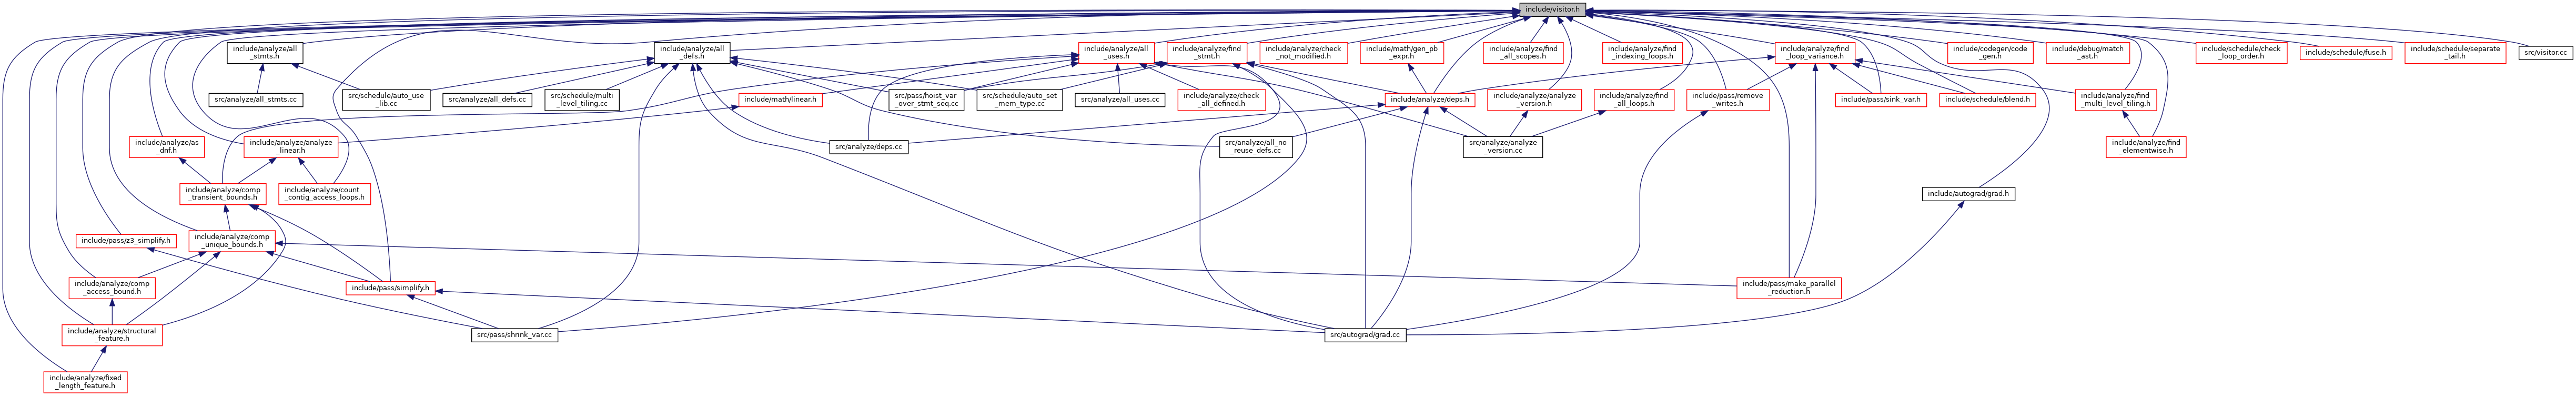 include/visitor.h
include/analyze/all
_stmts.h
include/analyze/all
_defs.h
include/analyze/all
_uses.h
include/analyze/find
_stmt.h
include/analyze/check
_not_modified.h
include/math/gen_pb
_expr.h
include/analyze/find
_all_scopes.h
include/analyze/find
_indexing_loops.h
include/analyze/find
_loop_variance.h
include/codegen/code
_gen.h
include/debug/match
_ast.h
include/schedule/check
_loop_order.h
include/schedule/fuse.h
include/schedule/separate
_tail.h
src/visitor.cc
src/analyze/all_stmts.cc
src/schedule/auto_use
_lib.cc
src/analyze/all_defs.cc
src/schedule/multi
_level_tiling.cc
include/math/linear.h
src/pass/hoist_var
_over_stmt_seq.cc
src/schedule/auto_set
_mem_type.cc
src/analyze/all_uses.cc
include/analyze/check
_all_defined.h
include/analyze/deps.h
include/analyze/analyze
_version.h
include/analyze/find
_all_loops.h
include/pass/remove
_writes.h
include/pass/sink_var.h
include/schedule/blend.h
include/analyze/find
_multi_level_tiling.h
include/analyze/as
_dnf.h
include/analyze/analyze
_linear.h
src/analyze/deps.cc
src/analyze/all_no
_reuse_defs.cc
src/analyze/analyze
_version.cc
include/analyze/find
_elementwise.h
include/analyze/comp
_transient_bounds.h
include/analyze/count
_contig_access_loops.h
include/autograd/grad.h
include/pass/z3_simplify.h
include/analyze/comp
_unique_bounds.h
include/analyze/comp
_access_bound.h
include/pass/simplify.h
include/pass/make_parallel
_reduction.h
include/analyze/structural
_feature.h
src/pass/shrink_var.cc
src/autograd/grad.cc
include/analyze/fixed
_length_feature.h